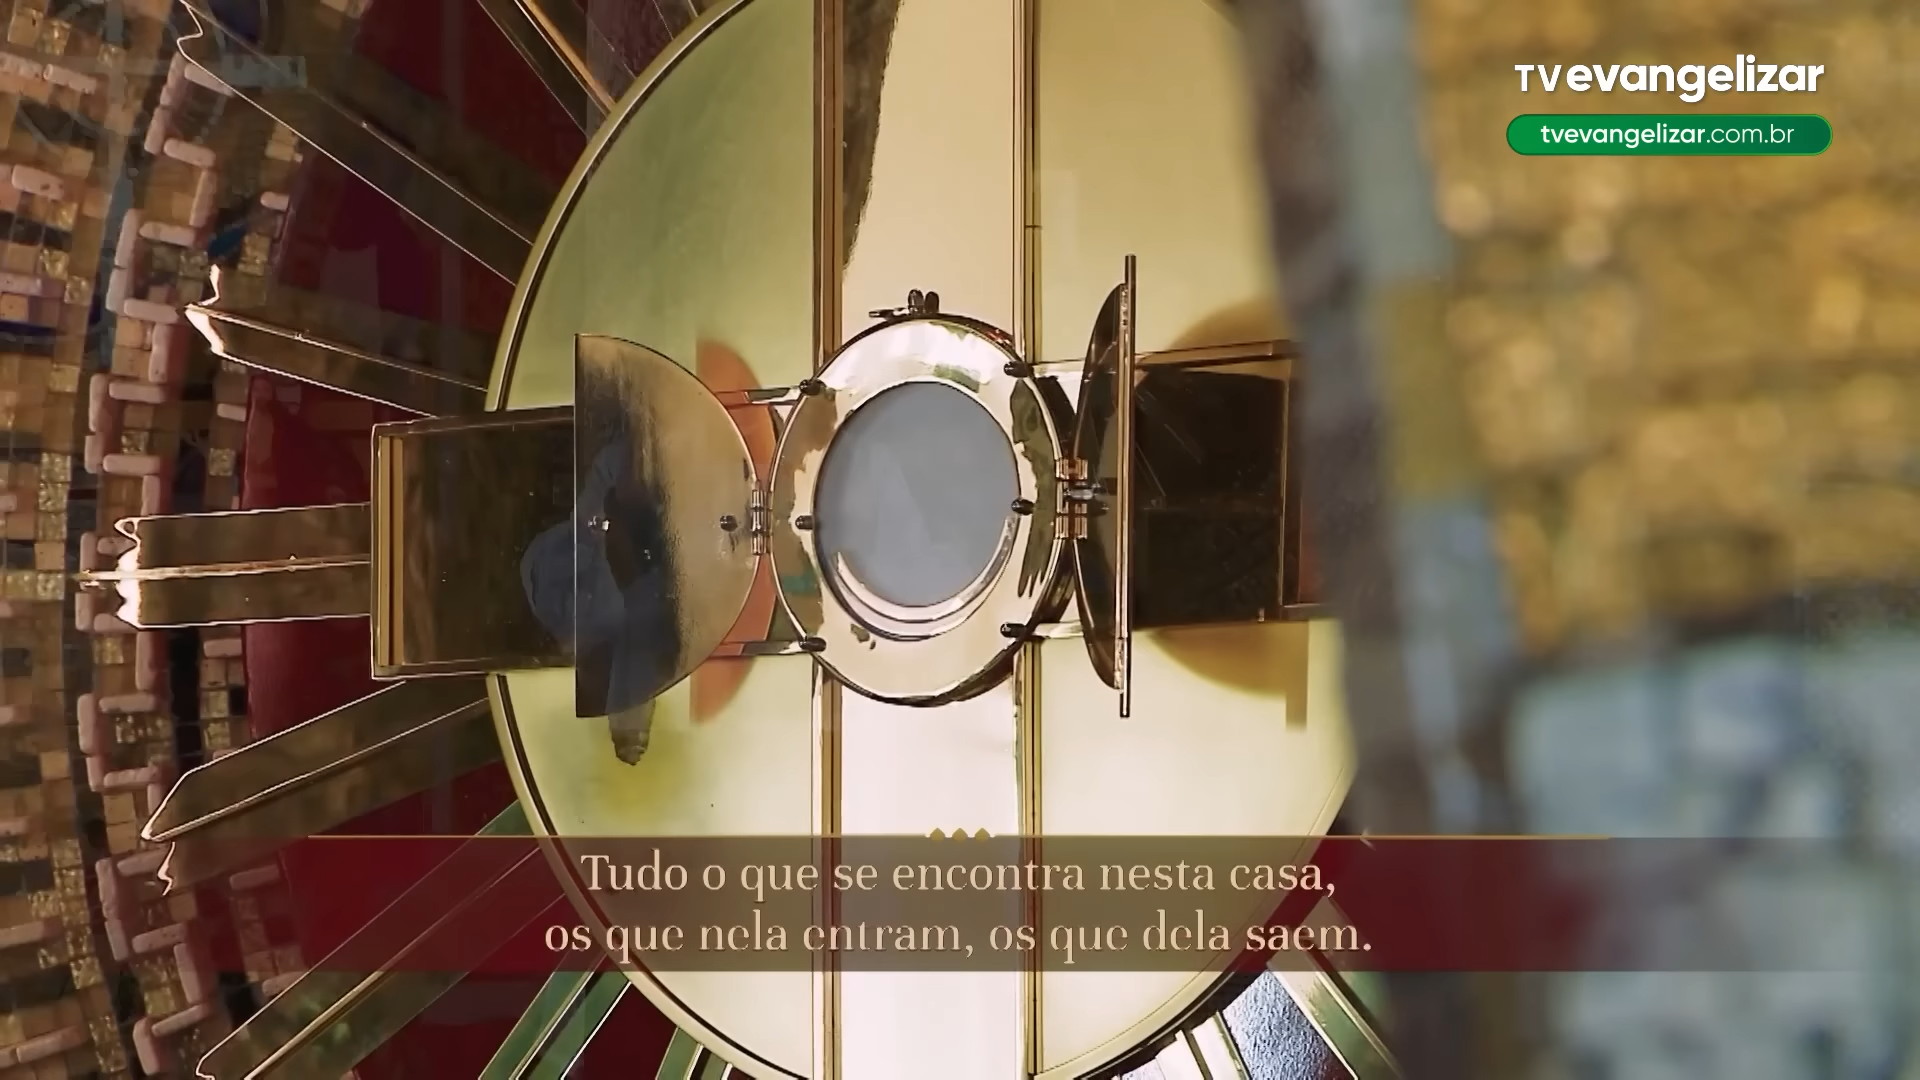 TVevangelizar
tvevangelizar.com.br
Tudo o que se encontra nesta casa,
os que nela entram, os que dela saem.